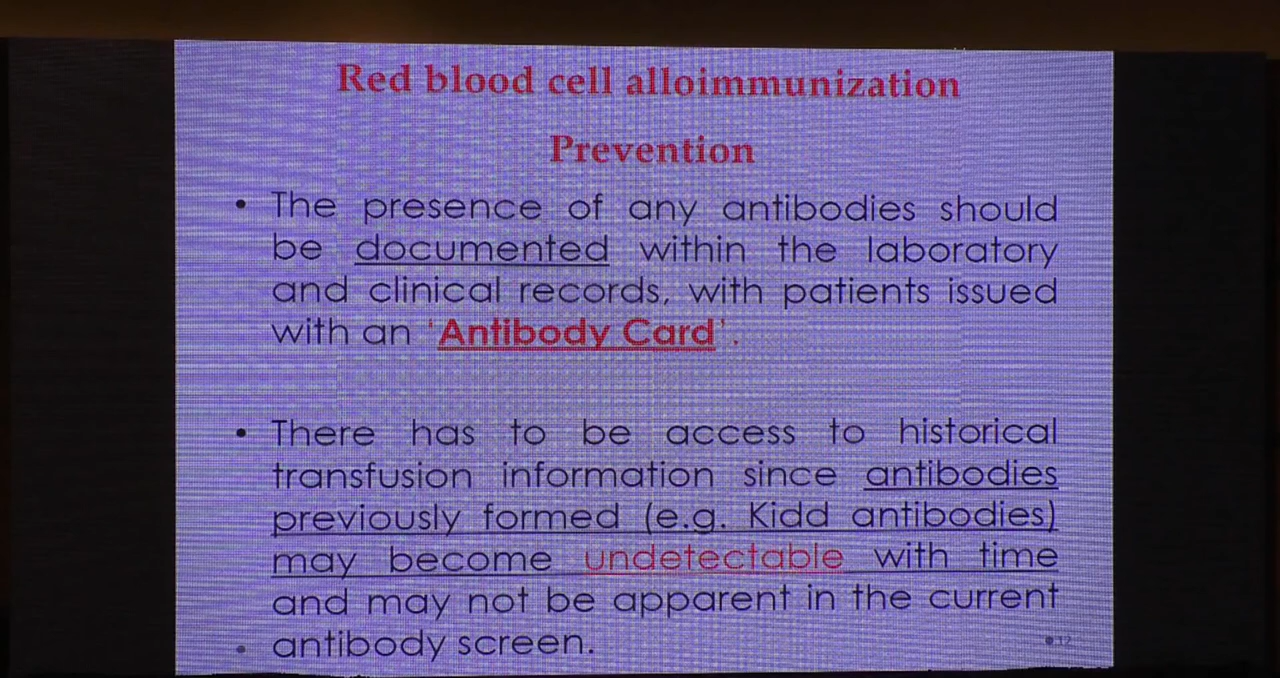 Red blood cell alloimmunization
Prevention
• The presence of any antibodies should
be documented within the laboratory
and clinical records, with patients issued
with an 'Antibody Card'.
• There has to be access to historical
transfusion information since antibodies
previously formed (e.g. Kidd antibodies)
may become undetectable with time
and may not be apparent in the current
• antibody screen.
•12